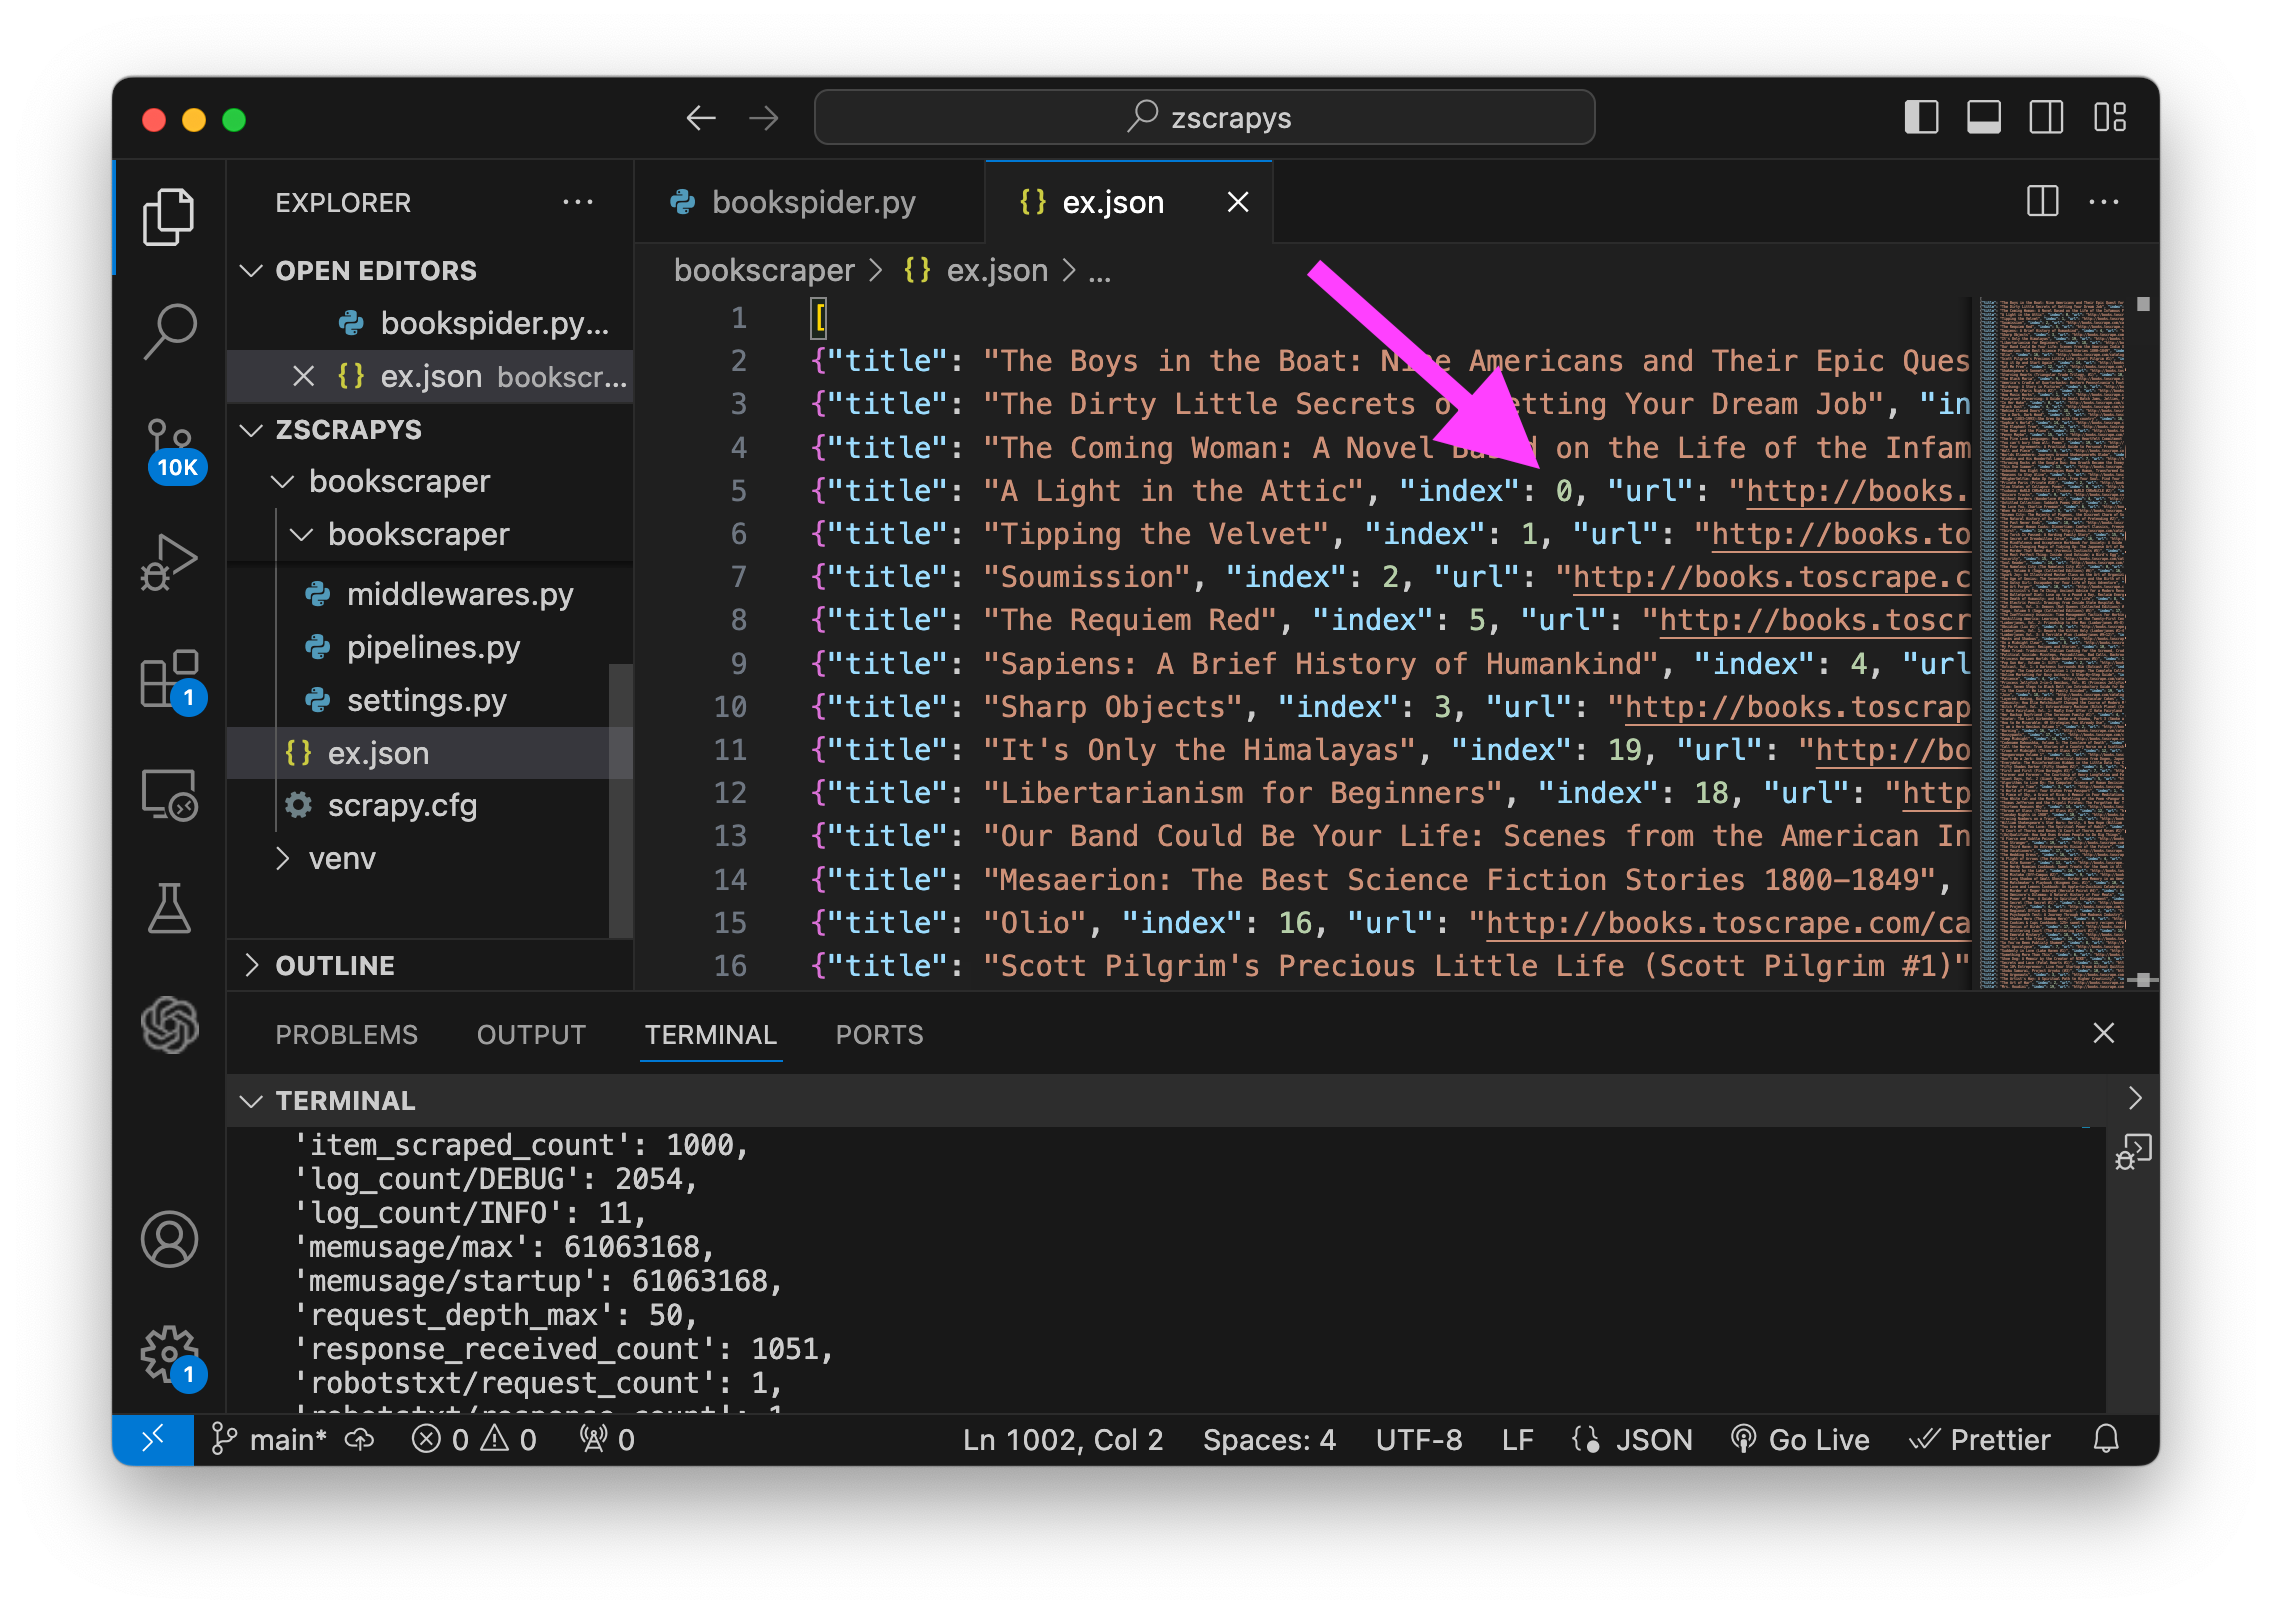 zscrapys
EXPLORER
OPEN EDITORS
bookspider.py...
ex.json bookscr...
ZSCRAPYS
bookscraper
bookscraper
middlewares.py
pipelines.py
settings.py
ex.json
scrapy.cfg
venv
OUTLINE
10K
1
1
bookspider.py
{} ex.json
bookscraper > {} ex.json > ...
1 [
2 {"title": "The Boys in the Boat: Nine Americans and Their Epic Ques
3 {"title": "The Dirty Little Secrets of Getting Your Dream Job", "in
4 {"title": "The Coming Woman: A Novel Based on the Life of the Infam
5 {"title": "A Light in the Attic", "index": 0, "url": "http://books.
6 {"title": "Tipping the Velvet", "index": 1, "url": "http://books.to
7 {"title": "Soumission", "index": 2, "url": "http://books.toscrape.c
8 {"title": "The Requiem Red", "index": 5, "url": "http://books.toscr
9 {"title": "Sapiens: A Brief History of Humankind", "index": 4, "url
10 {"title": "Sharp Objects", "index": 3, "url": "http://books.toscrap
11 {"title": "It's Only the Himalayas", "index": 19, "url": "http://bo
12 {"title": "Libertarianism for Beginners", "index": 18, "url": "http
13 {"title": "Our Band Could Be Your Life: Scenes from the American In
14 {"title": "Mesaerion: The Best Science Fiction Stories 1800-1849",
15 {"title": "Olio", "index": 16, "url": "http://books.toscrape.com/ca
16 {"title": "Scott Pilgrim's Precious Little Life (Scott Pilgrim #1)"
PROBLEMS OUTPUT TERMINAL PORTS
TERMINAL
'item_scraped_count': 1000,
'log_count/DEBUG': 2054,
'log_count/INFO': 11,
'memusage/max': 61063168,
'memusage/startup': 61063168,
'request_depth_max': 50,
'response_received_count': 1051,
'robotstxt/request_count': 1,
main* 0 0 0 Ln 1002, Col 2 Spaces: 4 UTF-8 LF JSON Go Live Prettier